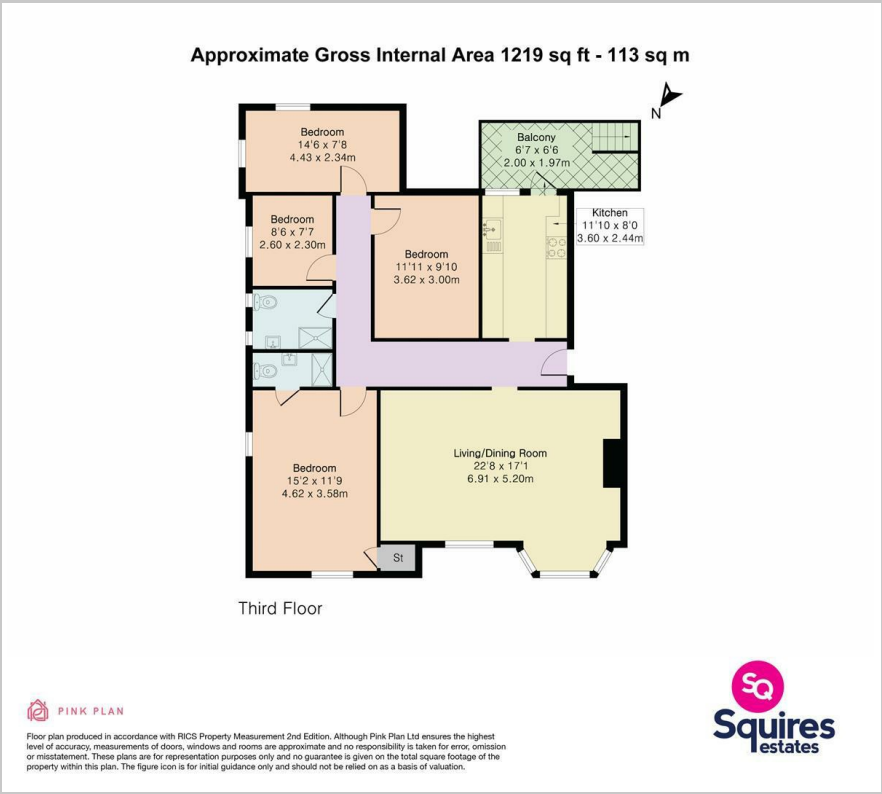 Approximate Gross Internal Area 1219 sq ft - 113 sq m
N
Bedroom
14'6 x 7'8
4.43 x 2.34m
Balcony
6'7 x 6'6
2.00 x 1.97m
Bedroom
8'6 x 7'7
2.60 x 2.30m
Kitchen
11'10 x 8'0
3.60 x 2.44m
Bedroom
11'11 x 9'10
3.62 x 3.00m
Living/Dining Room
22'8 x 17'1
6.91 x 5.20m
Bedroom
15'2 x 11'9
4.62 x 3.58m
St
Third Floor
PINK PLAN
Floor plan produced in accordance with RICS Property Measurement 2nd Edition. Although Pink Plan Ltd ensures the highest
level of accuracy, measurements of doors, windows and rooms are approximate and no responsibility is taken for error, omission
or misstatement. These plans are for representation purposes only and no guarantee is given on the total square footage of the
property within this plan. The figure icon is for initial guidance only and should not be relied on as a basis of valuation.
SQ
Squires
estates